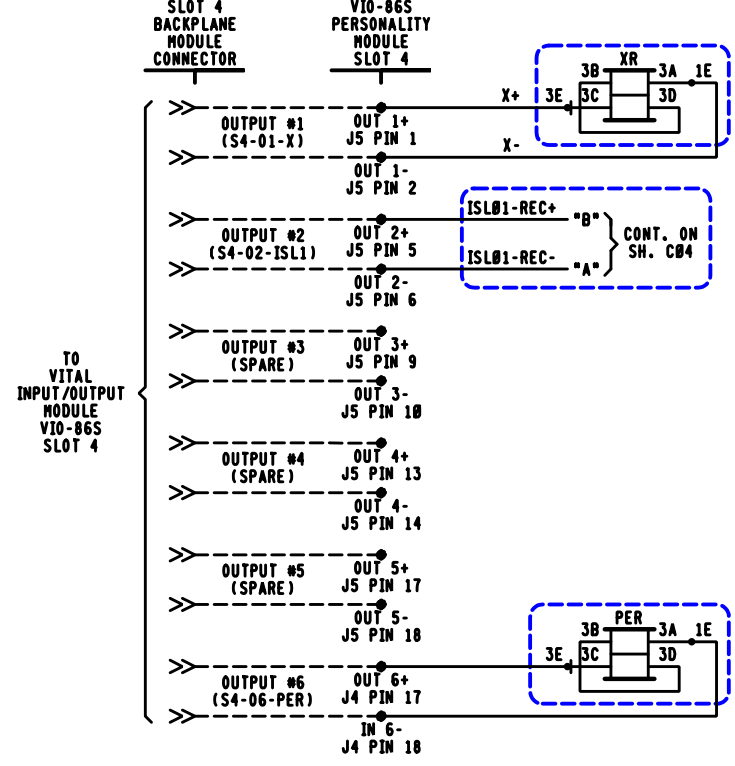 SLOT 4
BACKPLANE
MODULE
CONNECTOR
VIO-86S
PERSONALITY
MODULE
SLOT 4
XR
3B
3A
1E
X+
3E
3C
3D
OUTPUT #1
(S4-01-X)
OUT 1+
J5 PIN 1
X-
OUT 1-
J5 PIN 2
ISL01-REC+
"B"
OUTPUT #2
(S4-02-ISL1)
OUT 2+
J5 PIN 5
CONT. ON
SH. C04
ISL01-REC-
"A"
OUT 2-
J5 PIN 6
OUTPUT #3
(SPARE)
OUT 3+
J5 PIN 9
TO
VITAL
INPUT/OUTPUT
MODULE
VIO-86S
SLOT 4
OUT 3-
J5 PIN 10
OUTPUT #4
(SPARE)
OUT 4+
J5 PIN 13
OUT 4-
J5 PIN 14
OUTPUT #5
(SPARE)
OUT 5+
J5 PIN 17
OUT 5-
J5 PIN 18
PER
3B
3A
1E
3E
3C
3D
OUTPUT #6
(S4-06-PER)
OUT 6+
J4 PIN 17
IN 6-
J4 PIN 18